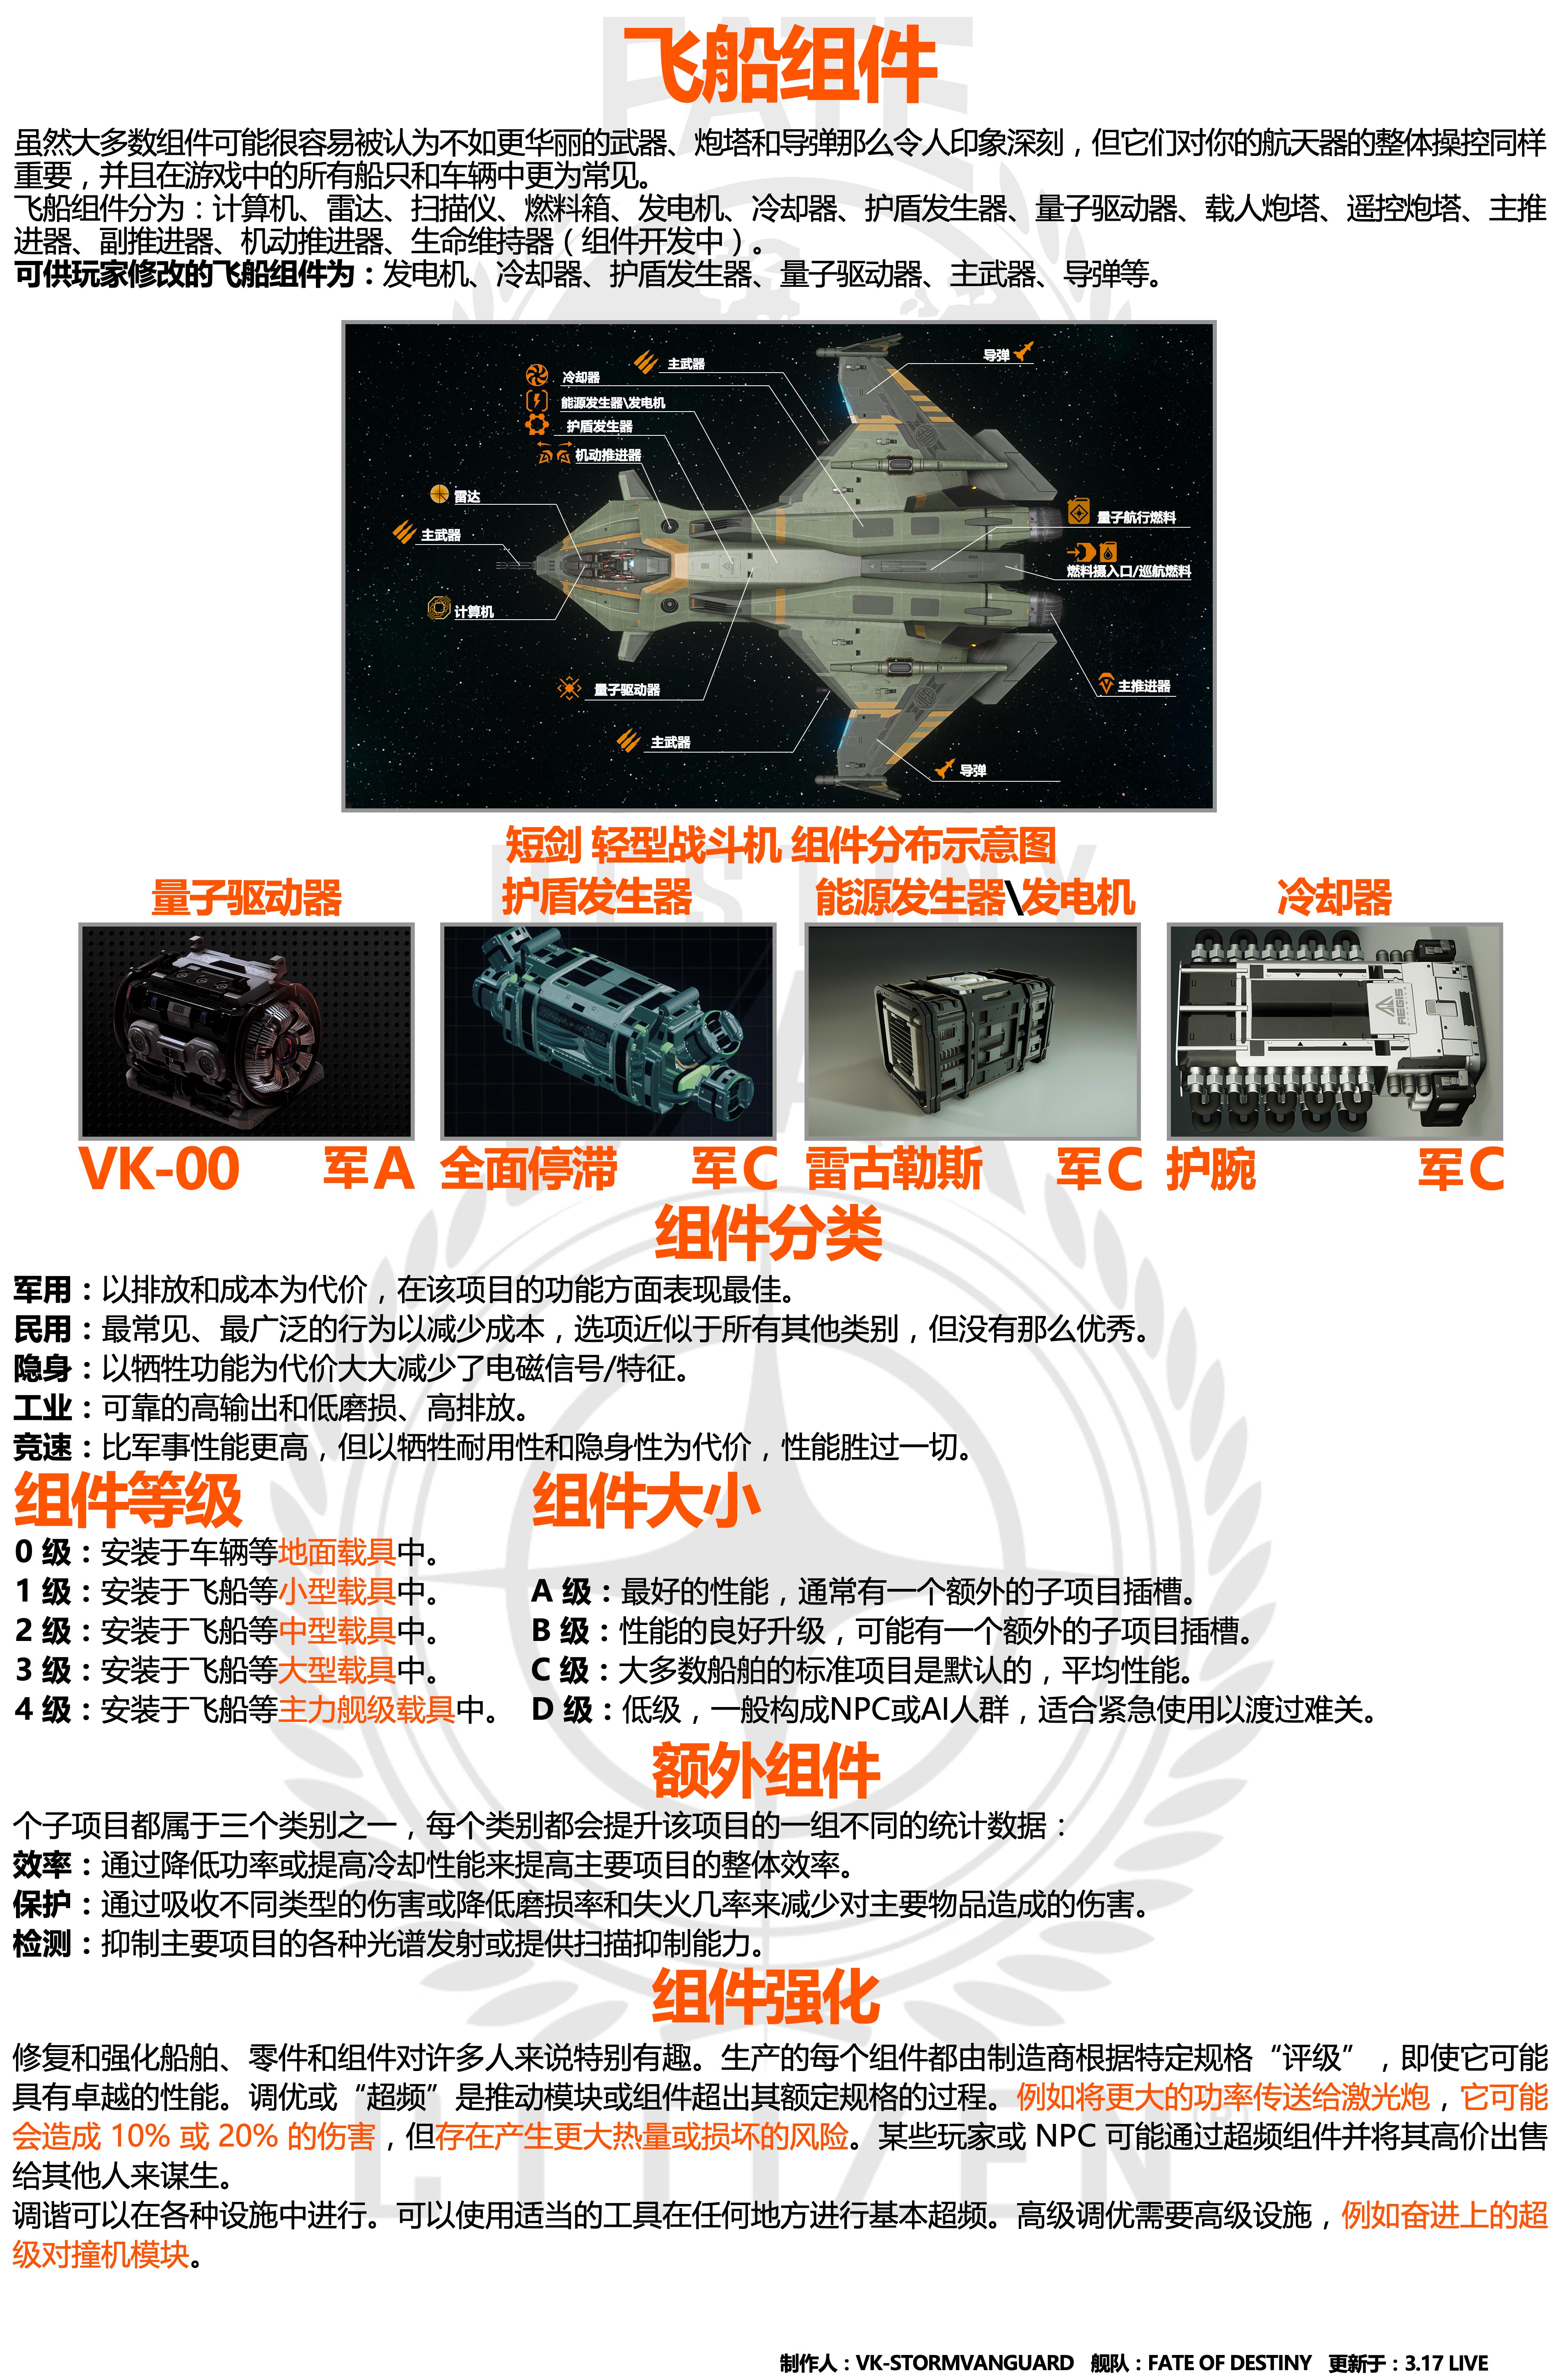 飞船组件
虽然大多数组件可能很容易被认为不如更华丽的武器、炮塔和导弹那么令人印象深刻，但它们对你的航天器的整体操控同样
重要，并且在游戏中的所有船只和车辆中更为常见。
飞船组件分为：计算机、雷达、扫描仪、燃料箱、发电机、冷却器、护盾发生器、量子驱动器、载人炮塔、遥控炮塔、主推
进器、副推进器、机动推进器、生命维持器（组件开发中）。
可供玩家修改的飞船组件为：发电机、冷却器、护盾发生器、量子驱动器、主武器、导弹等。
主武器
导弹
冷却器
能源发生器\发电机
护盾发生器
机动推进器
雷达
主武器
量子航行燃料
燃料摄入口/巡航燃料
计算机
量子驱动器
主推进器
主武器
导弹
短剑 轻型战斗机 组件分布示意图
量子驱动器
护盾发生器
能源发生器\发电机
冷却器
AEGIS
VK-00 军A
全面停滞 军C
雷古勒斯 军C
护腕 军C
组件分类
军用：以排放和成本为代价，在该项目的功能方面表现最佳。
民用：最常见、最广泛的行为以减少成本，选项近似于所有其他类别，但没有那么优秀。
隐身：以牺牲功能为代价大大减少了电磁信号/特征。
工业：可靠的高输出和低磨损、高排放。
竞速：比军事性能更高，但以牺牲耐用性和隐身性为代价，性能胜过一切。
组件等级
0 级：安装于车辆等地面载具中。
1 级：安装于飞船等小型载具中。
2 级：安装于飞船等中型载具中。
3 级：安装于飞船等大型载具中。
4 级：安装于飞船等主力舰级载具中。
组件大小
A 级：最好的性能，通常有一个额外的子项目插槽。
B 级：性能的良好升级，可能有一个额外的子项目插槽。
C 级：大多数船舶的标准项目是默认的，平均性能。
D 级：低级，一般构成NPC或AI人群，适合紧急使用以渡过难关。
额外组件
个子项目都属于三个类别之一，每个类别都会提升该项目的一组不同的统计数据：
效率：通过降低功率或提高冷却性能来提高主要项目的整体效率。
保护：通过吸收不同类型的伤害或降低磨损率和失火几率来减少对主要物品造成的伤害。
检测：抑制主要项目的各种光谱发射或提供扫描抑制能力。
组件强化
修复和强化船舶、零件和组件对许多人来说特别有趣。生产的每个组件都由制造商根据特定规格“评级”，即使它可能
具有卓越的性能。调优或“超频”是推动模块或组件超出其额定规格的过程。例如将更大的功率传送给激光炮，它可能
会造成 10% 或 20% 的伤害，但存在产生更大热量或损坏的风险。某些玩家或 NPC 可能通过超频组件并将其高价出售
给其他人来谋生。
调谐可以在各种设施中进行。可以使用适当的工具在任何地方进行基本超频。高级调优需要高级设施，例如奋进上的超
级对撞机模块。
FATE
DESTINY
CITIZEN
制作人：VK-STORMVANGUARD 舰队：FATE OF DESTINY 更新于：3.17 LIVE